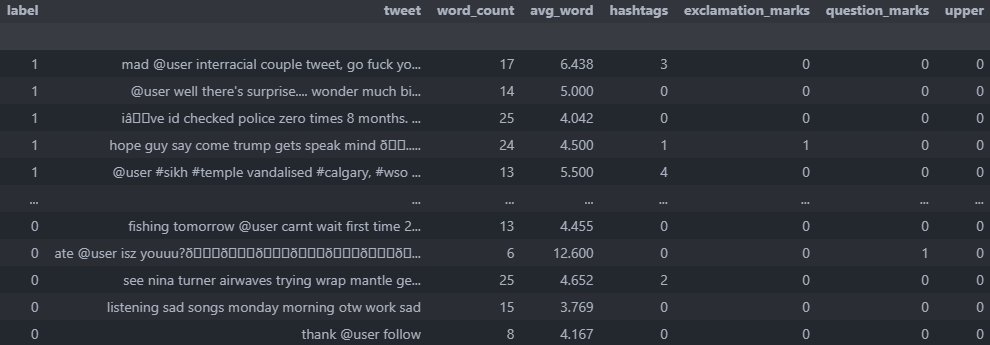 label tweet word_count avg_word hashtags exclamation_marks question_marks upper
1 mad @user interracial couple tweet, go fuck yo... 17 6.438 3 0 0 0
1 @user well there's surprise.... wonder much bi... 14 5.000 0 0 0 0
1 iâ▯▯ve id checked police zero times 8 months. ... 25 4.042 0 0 0 0
1 hope guy say come trump gets speak mind ð▯▯..... 24 4.500 1 1 0 0
1 @user #sikh #temple vandalised #calgary, #wso ... 13 5.500 4 0 0 0
... ... ... ... ... ... ... ...
0 fishing tomorrow @user carnt wait first time 2... 13 4.455 0 0 0 0
0 ate @user isz youuu?ð▯▯▯ð▯▯▯ð▯▯▯ð▯▯▯ð▯▯▯ð▯▯▯ð... 6 12.600 0 0 1 0
0 see nina turner airwaves trying wrap mantle ge... 25 4.652 2 0 0 0
0 listening sad songs monday morning otw work sad 15 3.769 0 0 0 0
0 thank @user follow 8 4.167 0 0 0 0